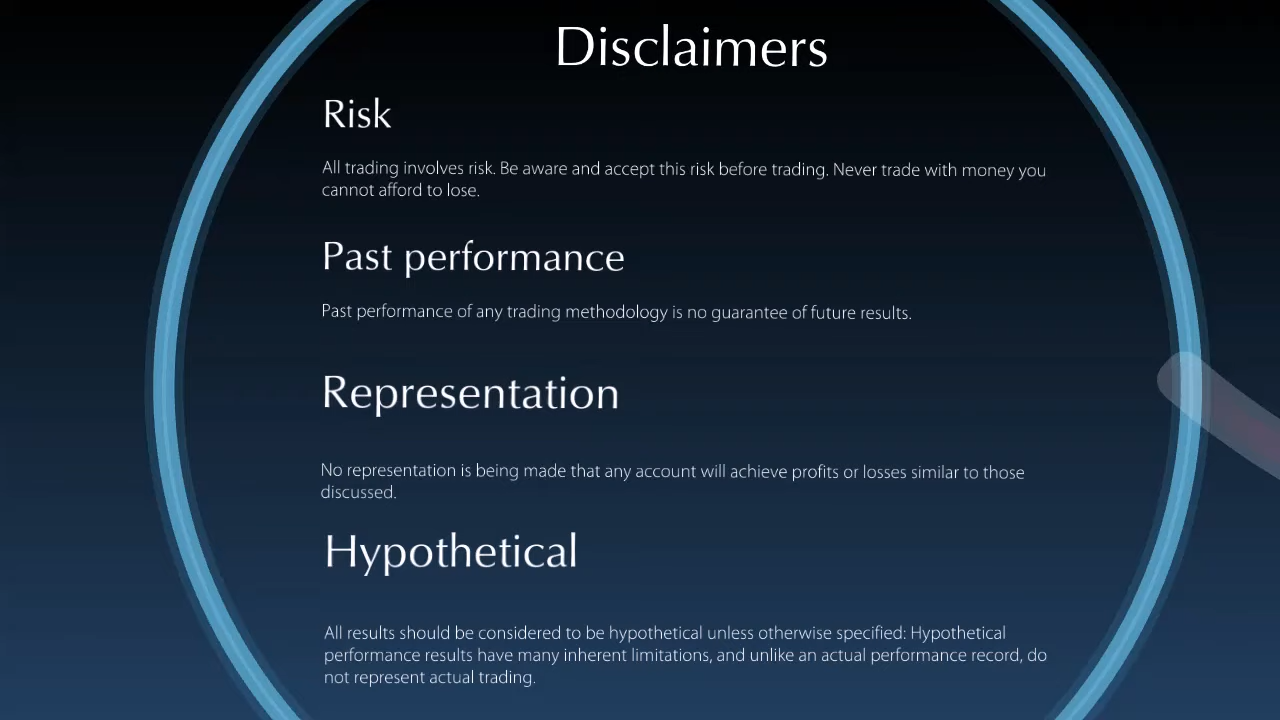 Disclaimers
Risk
All trading involves risk. Be aware and accept this risk before trading. Never trade with money you
cannot afford to lose.
Past performance
Past performance of any trading methodology is no guarantee of future results.
Representation
No representation is being made that any account will achieve profits or losses similar to those
discussed.
Hypothetical
All results should be considered to be hypothetical unless otherwise specified: Hypothetical
performance results have many inherent limitations, and unlike an actual performance record, do
not represent actual trading.